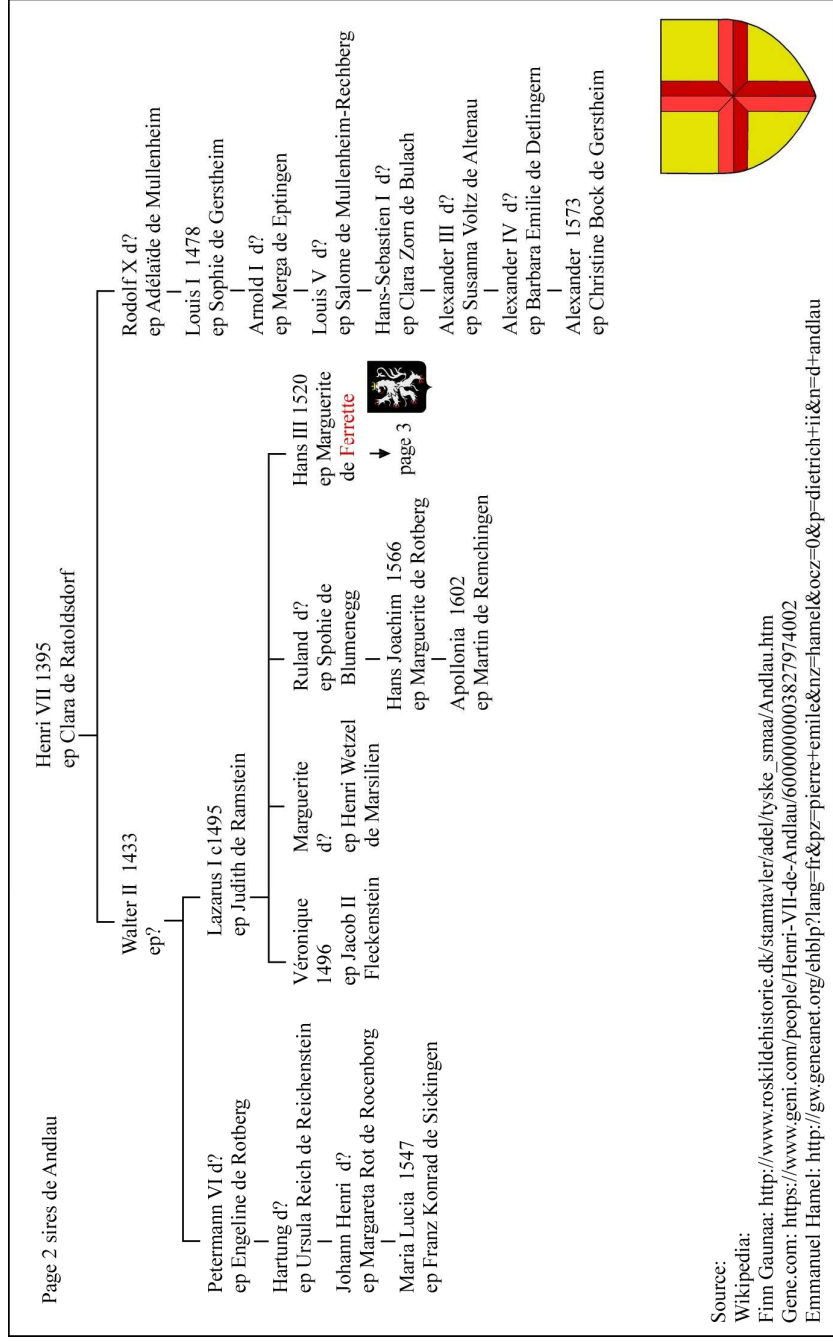 Page 2 sires de Andlau
Henri VII 1395
ep Clara de Ratoldsdorf
Walter II  1433
ep?
Petermann VI d?
ep Engeline de Rotberg
Hartung d?
ep Ursula Reich de Reichenstein
Johann Henri  d?
ep Margareta Rot de Rocenborg
Maria Lucia  1547
ep Franz Konrad de Sickingen
Lazarus I c1495
ep Judith de Ramstein
Véronique
1496
ep Jacob II
Fleckenstein
Marguerite
d?
ep Henri Wetzel
de Marsilien
Ruland  d?
ep Spohie de
Blumenegg
Hans Joachim  1566
ep Marguerite de Rotberg
Apollonia  1602
ep Martin de Remchingen
Hans III 1520
ep Marguerite
de Ferrette
page 3
Rodolf X d?
ep Adélaïde de Mullenheim
Louis I  1478
ep Sophie de Gerstheim
Arnold I  d?
ep Merga de Eptingen
Louis V  d?
ep Salome de Mullenheim-Rechberg
Hans-Sebastien I  d?
ep Clara Zorn de Bulach
Alexander III  d?
ep Susanna Voltz de Altenau
Alexander IV  d?
ep Barbara Emilie de Detlingern
Alexander  1573
ep Christine Bock de Gerstheim
Source:
Wikipedia:
Finn Gaunaa: http://www.roskildehistorie.dk/stamtavler/adel/tyske_smaa/Andlau.htm
Gene.com: https://www.geni.com/people/Henri-VII-de-Andlau/6000000003827974002
Emmanuel Hamel: http://gw.geneanet.org/ehblp?lang=fr&pz=pierre+emile&nz=hamel&ocz=0&p=dietrich+ii&n=d+andlau